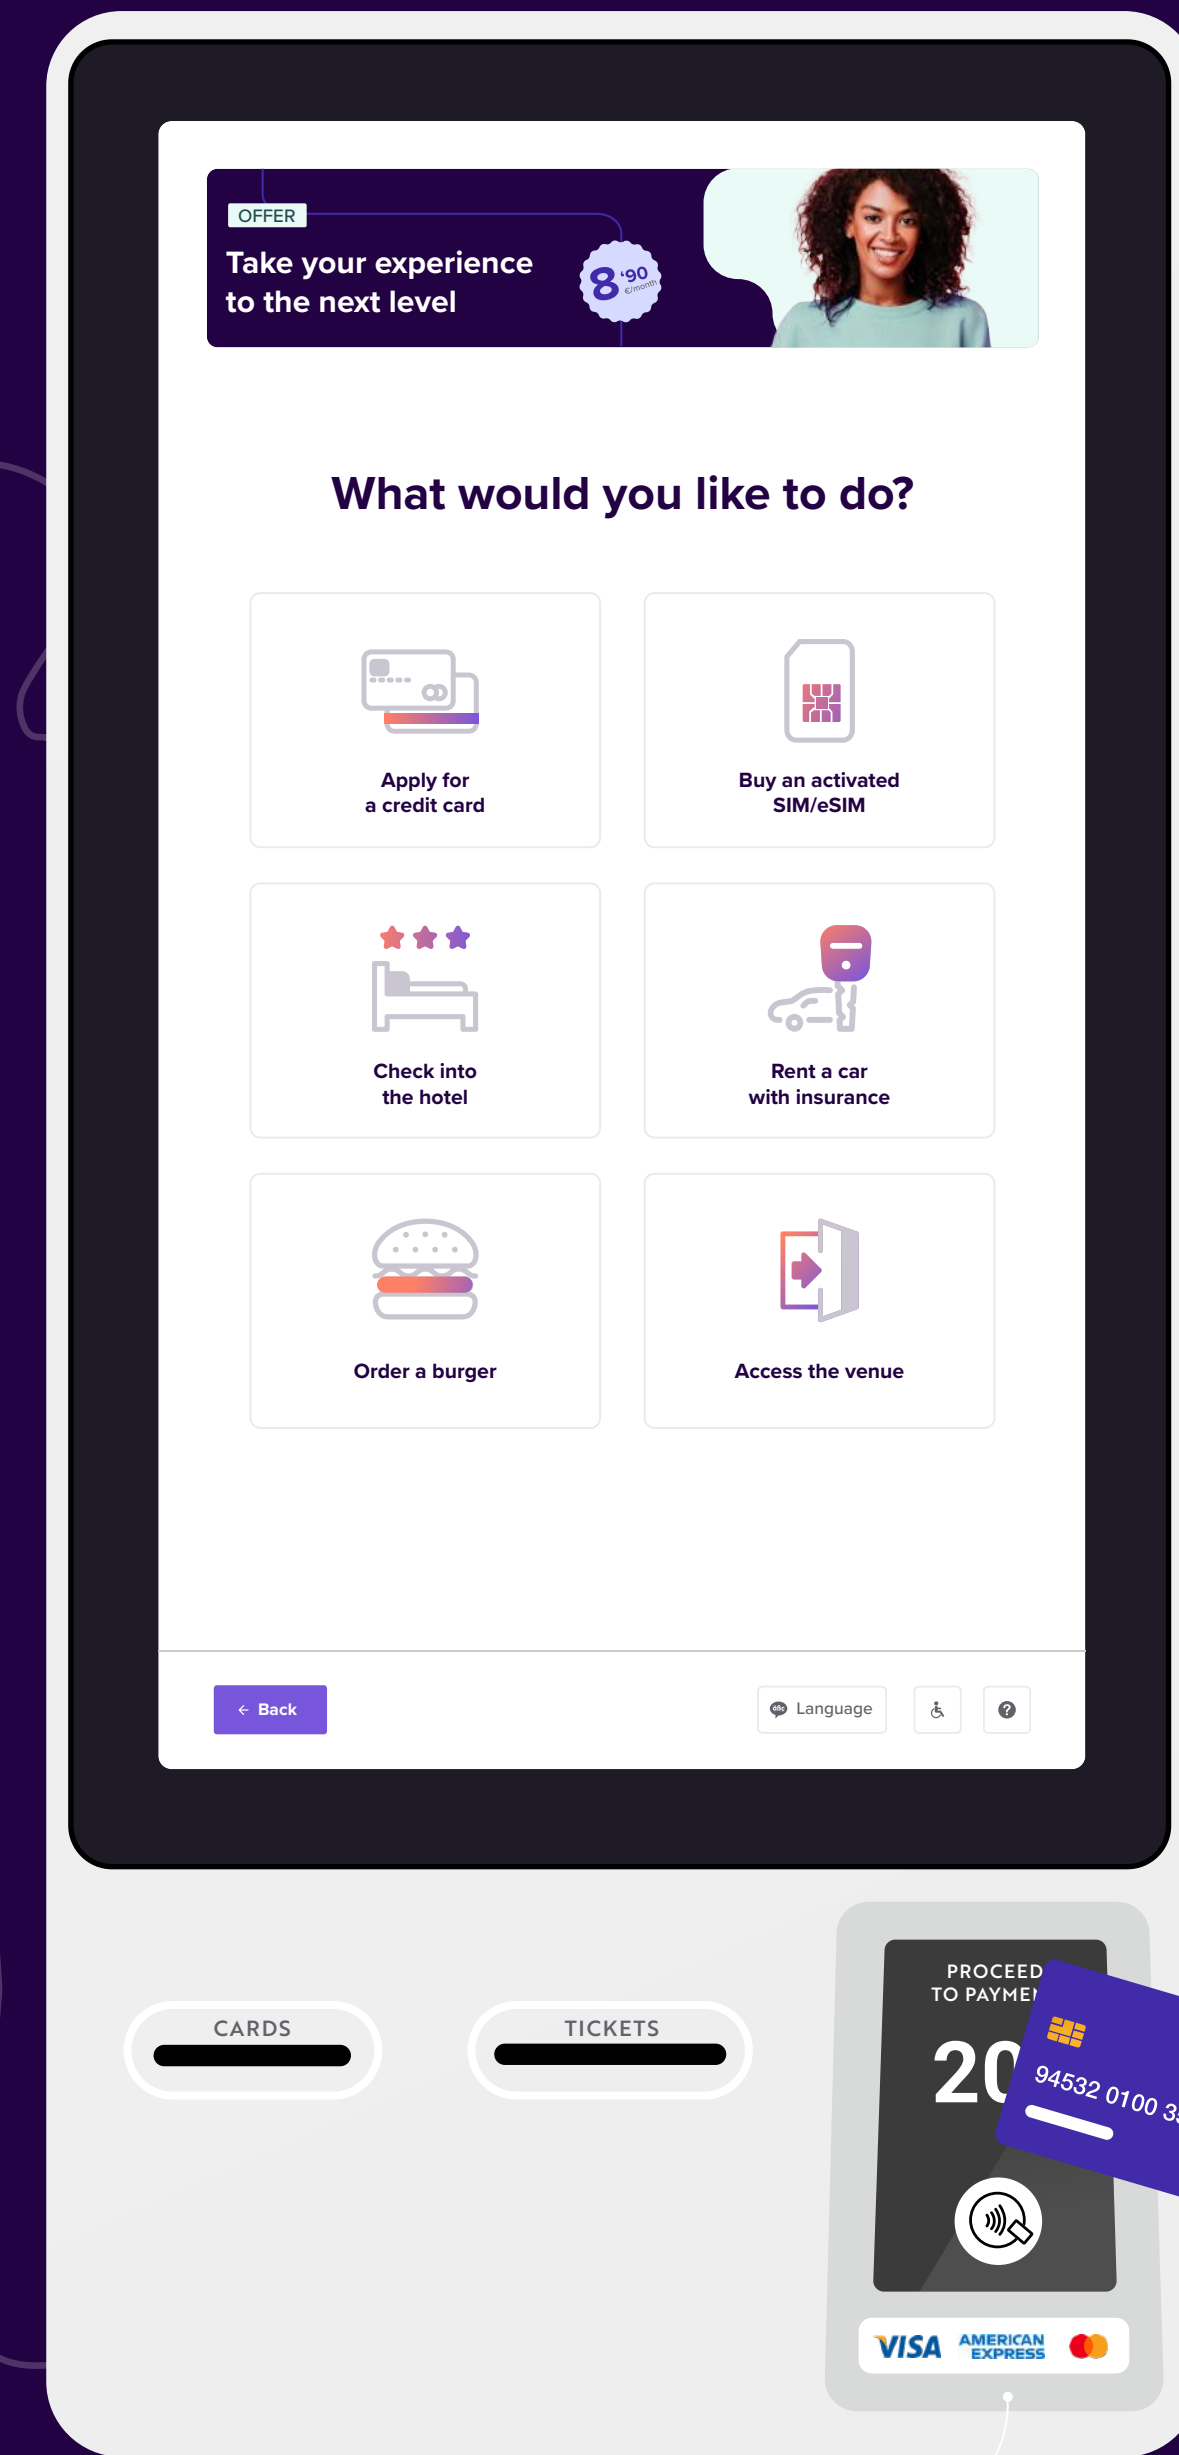 OFFER
Take your experience
to the next level
8 '90
€/month
What would you like to do?
Apply for
a credit card
Buy an activated
SIM/eSIM
Check into
the hotel
Rent a car
with insurance
Order a burger
Access the venue
← Back
Language
?
CARDS
TICKETS
PROCEED
TO PAYMEN
20
94532 0100 3
VISA
AMERICAN
EXPRESS